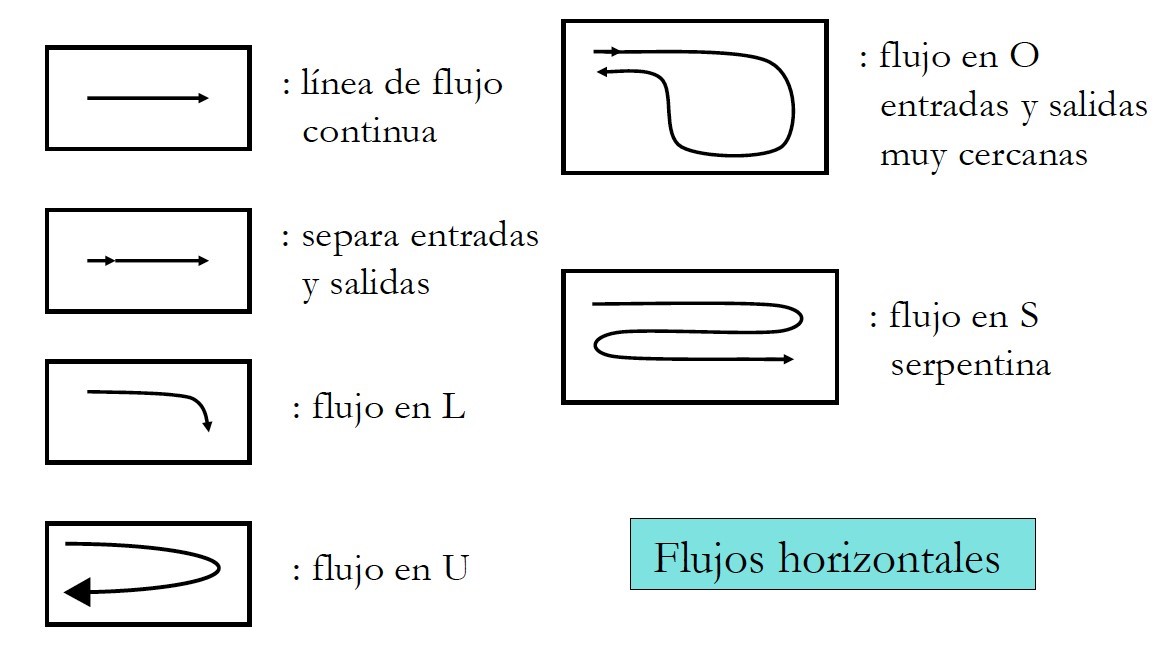 : línea de flujo
continua
: separa entradas
y salidas
: flujo en L
: flujo en U
: flujo en O
entradas y salidas
muy cercanas
: flujo en S
serpentina
Flujos horizontales